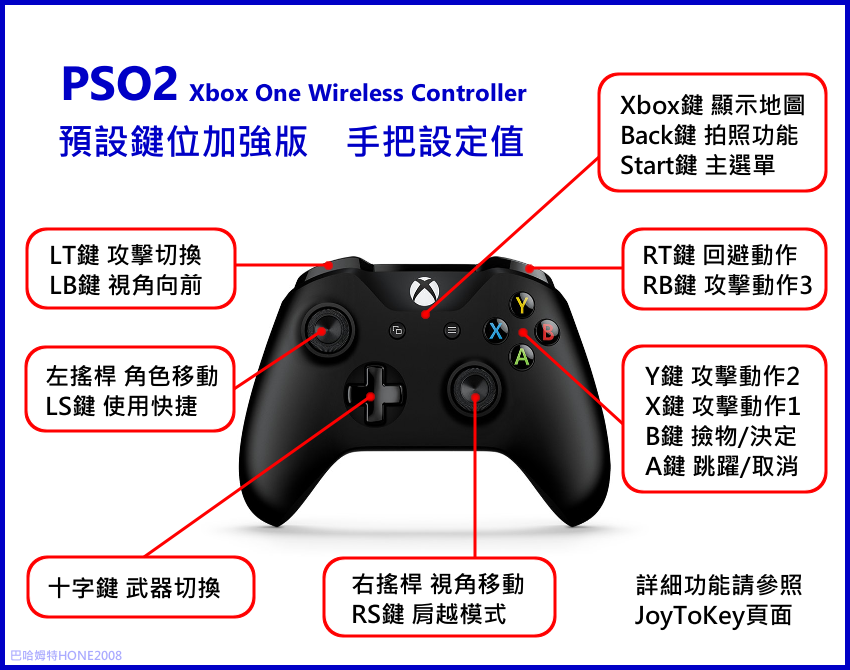 PSO2 Xbox One Wireless Controller
預設鍵位加強版 手把設定值
Xbox鍵 顯示地圖
Back鍵 拍照功能
Start鍵 主選單
LT鍵 攻擊切換
LB鍵 視角向前
RT鍵 回避動作
RB鍵 攻擊動作3
Y
X
B
A
左搖桿 角色移動
LS鍵 使用快捷
Y鍵 攻擊動作2
X鍵 攻擊動作1
B鍵 撿物/決定
A鍵 跳躍/取消
十字鍵 武器切換
右搖桿 視角移動
RS鍵 肩越模式
詳細功能請參照
JoyToKey頁面
巴哈姆特HONE2008